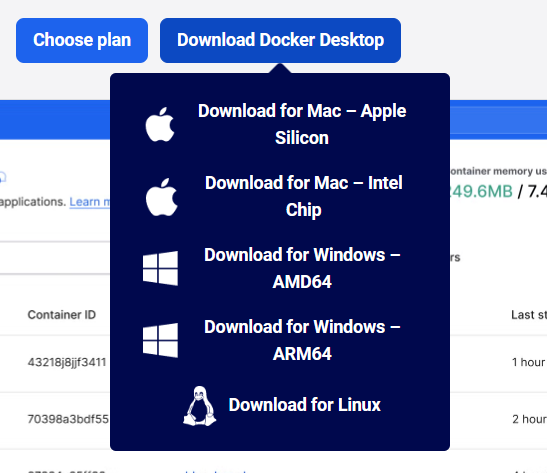 Choose plan
Download Docker Desktop
Download for Mac – Apple
Silicon
Download for Mac – Intel
Chip
Download for Windows –
AMD64
Download for Windows –
ARM64
Download for Linux
ontainer memory us
249.6MB / 7.4
applications. Learn m
rs
Container ID
Last st
43218j8jjf3411
1 hour
70398a3bdf55
2 hour